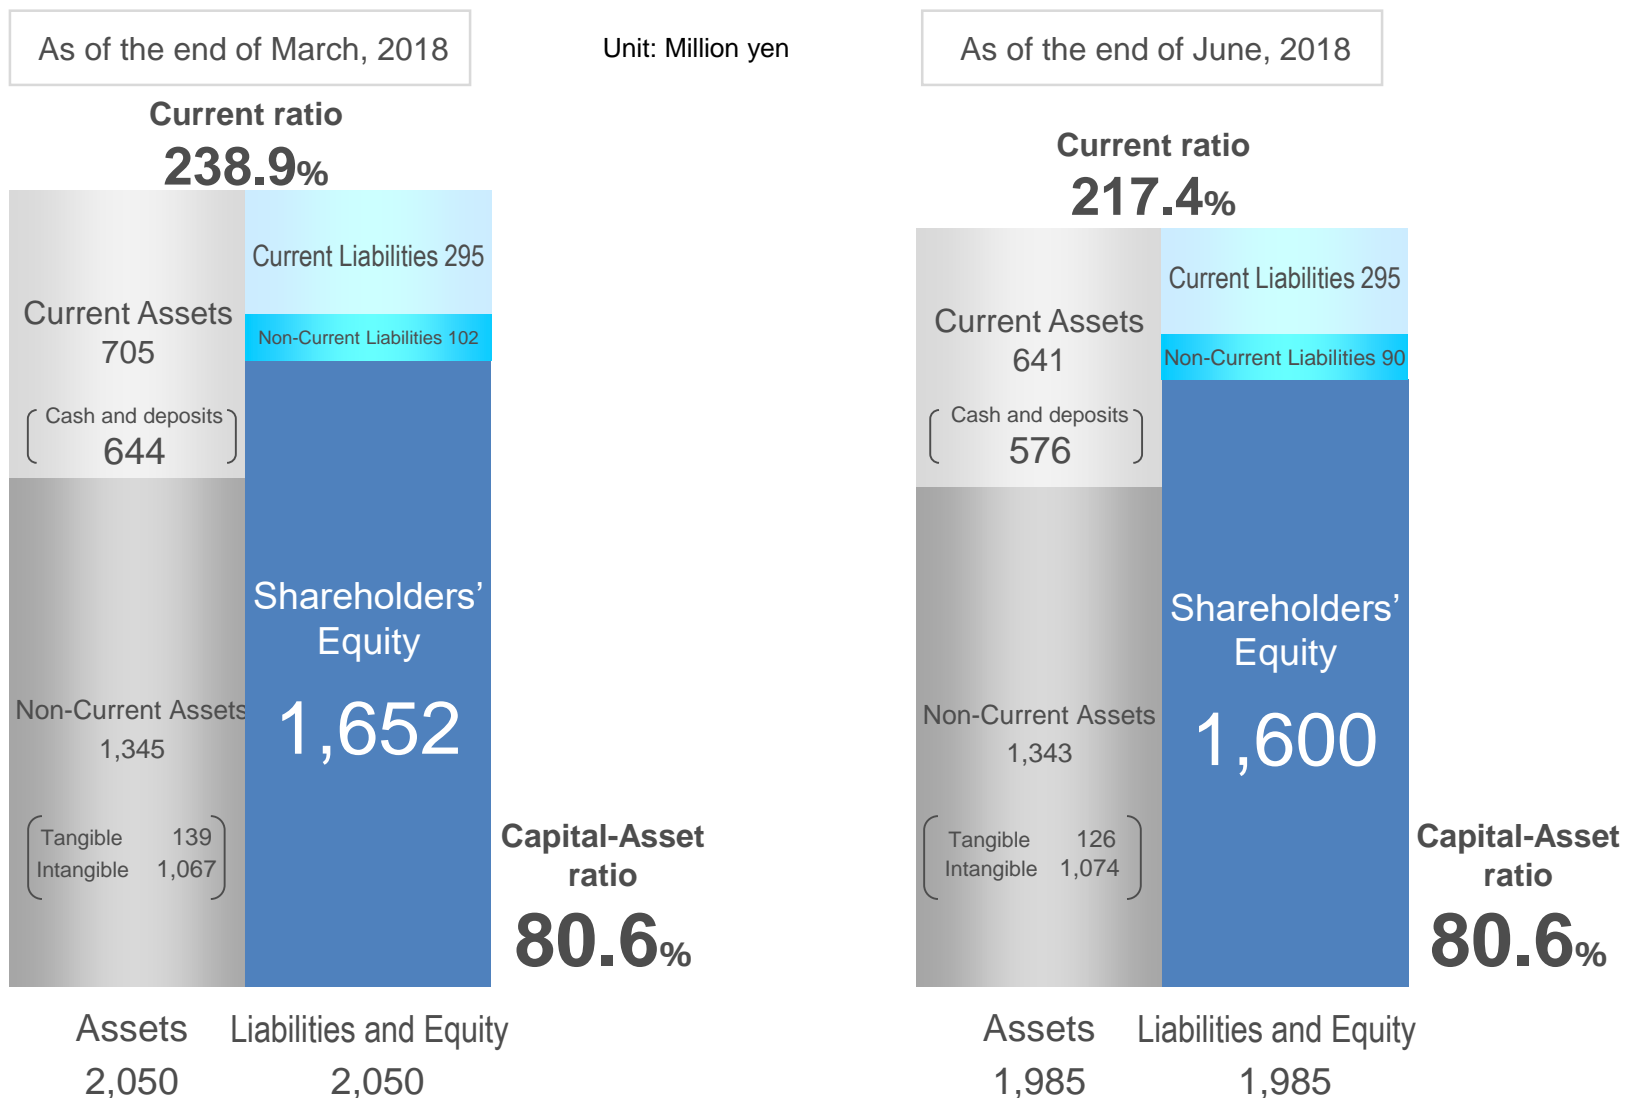 As of the end of March, 2018
Unit: Million yen
As of the end of June, 2018
Current ratio
238.9%
Current Assets
705
Cash and deposits
644
Non-Current Assets
1,345
Tangible 139
Intangible 1,067
Current Liabilities 295
Non-Current Liabilities 102
Shareholders’
Equity
1,652
Capital-Asset
ratio
80.6%
Assets
2,050
Liabilities and Equity
2,050
Current ratio
217.4%
Current Assets
641
Cash and deposits
576
Non-Current Assets
1,343
Tangible 126
Intangible 1,074
Current Liabilities 295
Non-Current Liabilities 90
Shareholders’
Equity
1,600
Capital-Asset
ratio
80.6%
Assets
1,985
Liabilities and Equity
1,985